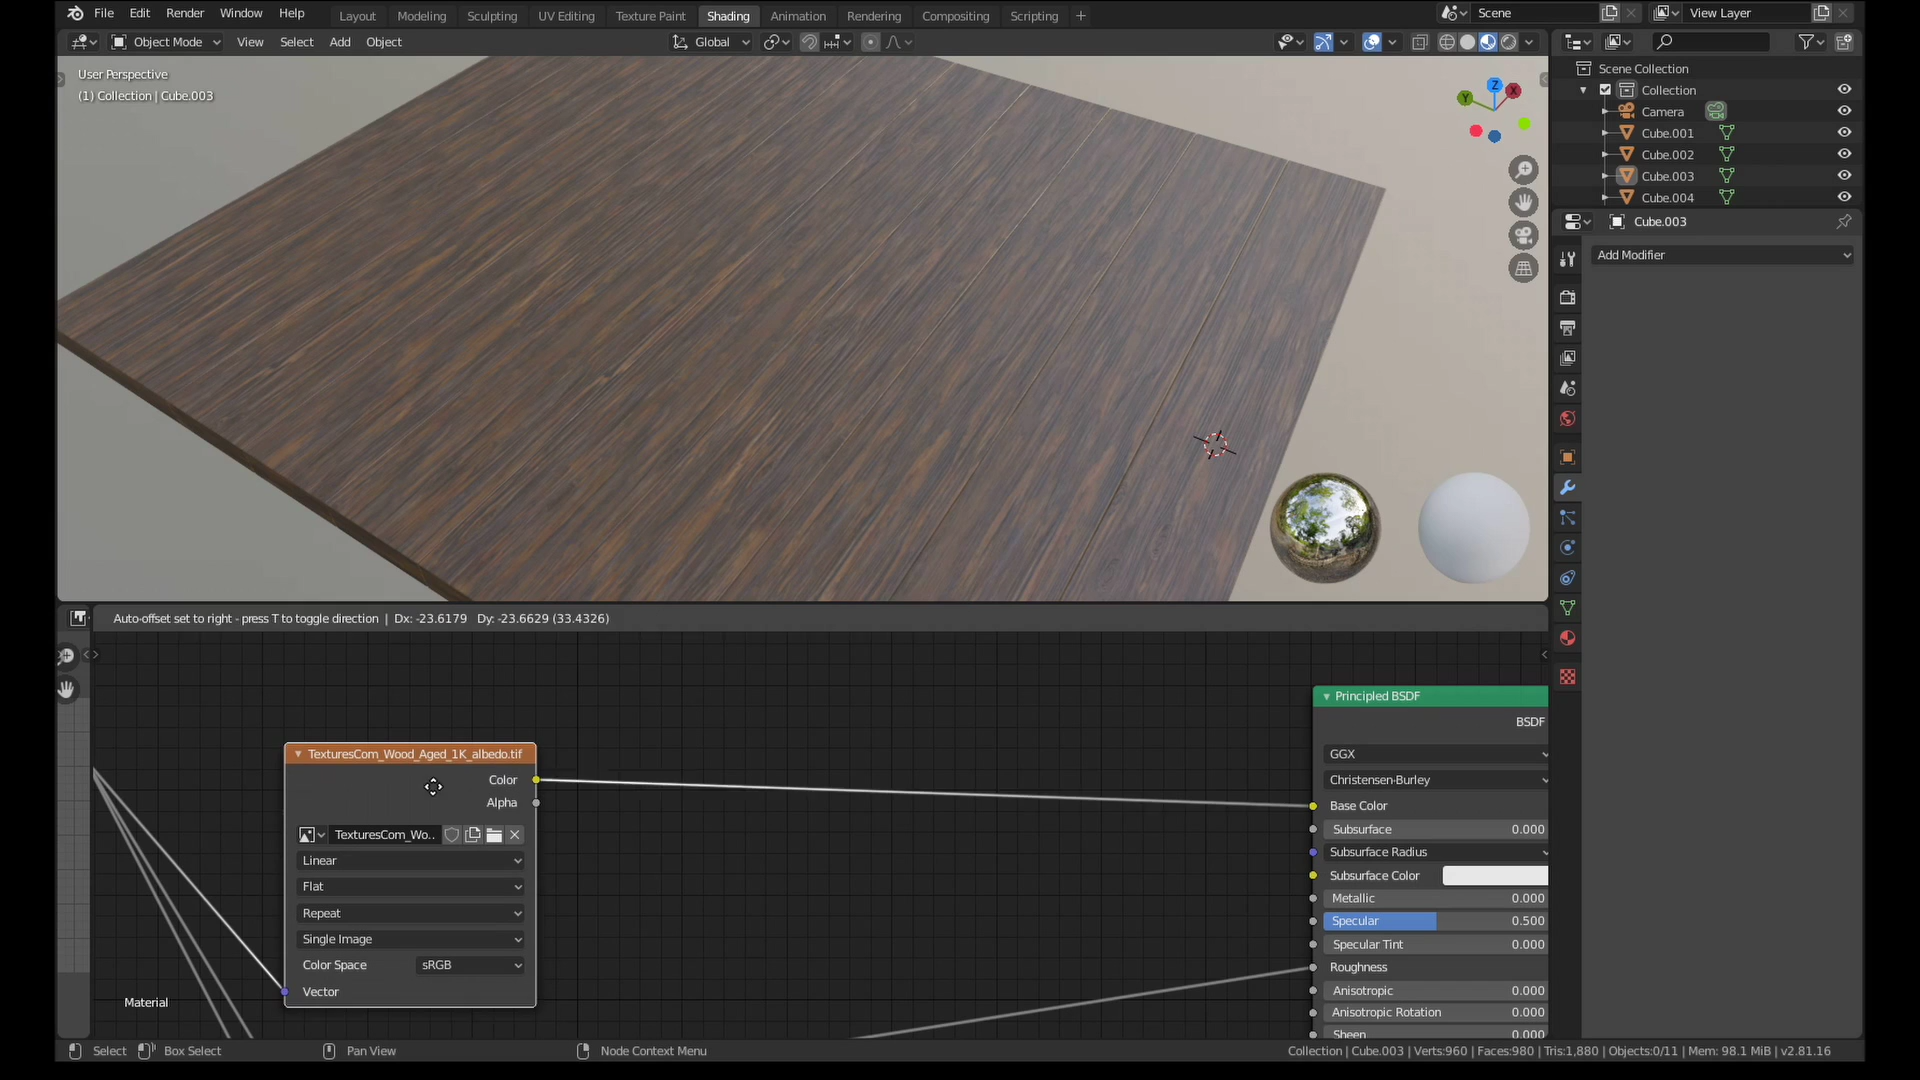 File Edit Render Window Help Layout Modeling Sculpting UV Editing Texture Paint Shading Animation Rendering Compositing Scripting + Scene View Layer
Object Mode View Select Add Object Global
User Perspective
(1) Collection | Cube.003
Z
Y
X
Scene Collection
Collection
Camera
Cube.001
Cube.002
Cube.003
Cube.004
Cube.003
Add Modifier
Auto-offset set to right - press T to toggle direction | Dx: -23.6179 Dy: -23.6629 (33.4326)
TexturesCom_Wood_Aged_1K_albedo.tif
Color
Alpha
TexturesCom_Wo..
Linear
Flat
Repeat
Single Image
Color Space sRGB
Vector
Material
Principled BSDF
BSDF
GGX
Christensen-Burley
Base Color
Subsurface 0.000
Subsurface Radius
Subsurface Color
Metallic 0.000
Specular 0.500
Specular Tint 0.000
Roughness
Anisotropic 0.000
Anisotropic Rotation 0.000
Sheen 0.000
Select Box Select Pan View Node Context Menu Collection | Cube.003 | Verts:960 | Faces:980 | Tris:1,880 | Objects:0/11 | Mem: 98.1 MiB | v2.81.16